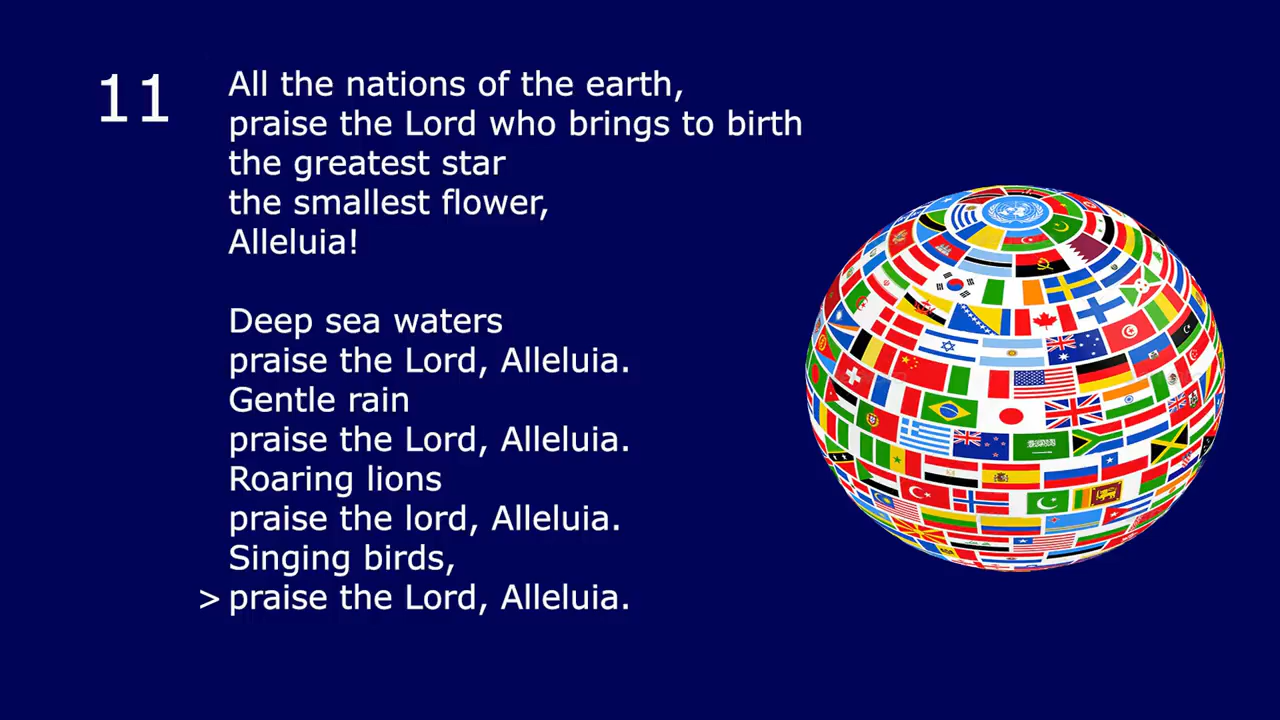 11
All the nations of the earth,
praise the Lord who brings to birth
the greatest star
the smallest flower,
Alleluia!
Deep sea waters
praise the Lord, Alleluia.
Gentle rain
praise the Lord, Alleluia.
Roaring lions
praise the lord, Alleluia.
Singing birds,
> praise the Lord, Alleluia.